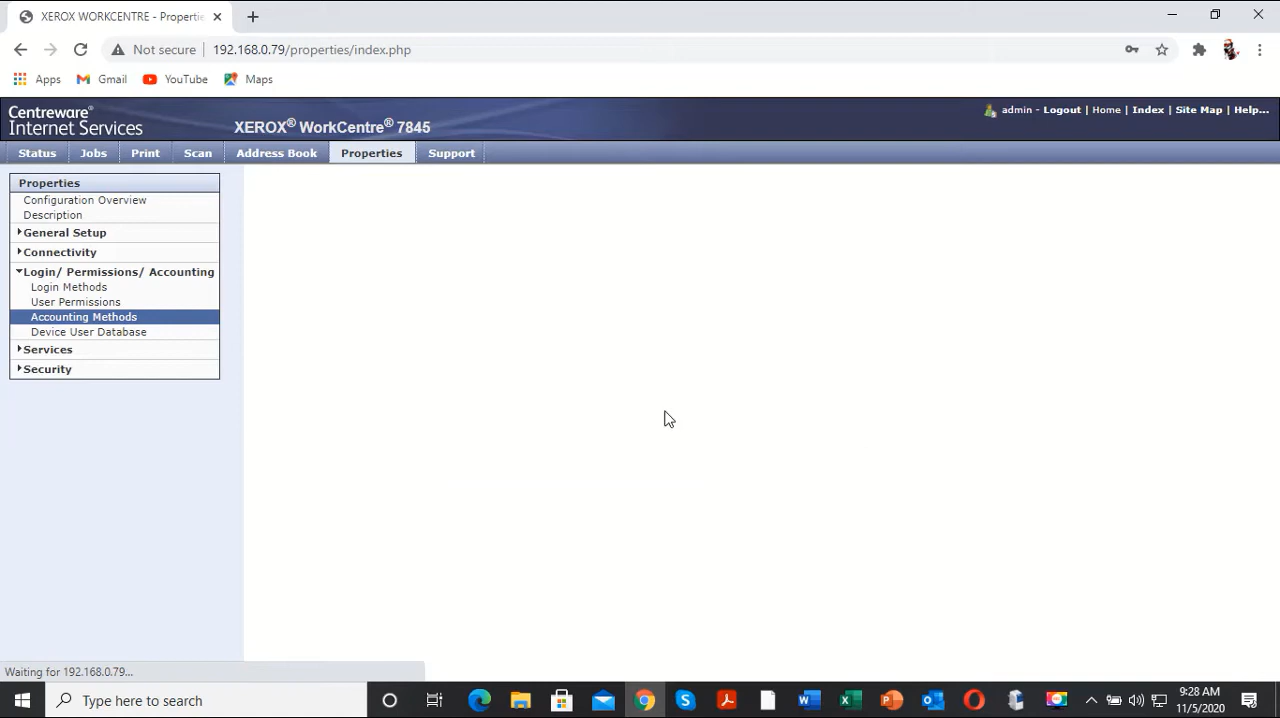 XEROX WORKCENTRE - Propertie
Not secure 192.168.0.79/properties/index.php
Apps Gmail YouTube Maps
Centreware®
Internet Services
XEROX® WorkCentre® 7845
admin - Logout | Home | Index | Site Map | Help...
Status Jobs Print Scan Address Book Properties Support
Properties
Configuration Overview
Description
General Setup
Connectivity
Login/ Permissions/ Accounting
Login Methods
User Permissions
Accounting Methods
Device User Database
Services
Security
Waiting for 192.168.0.79...
Type here to search
9:28 AM
11/5/2020